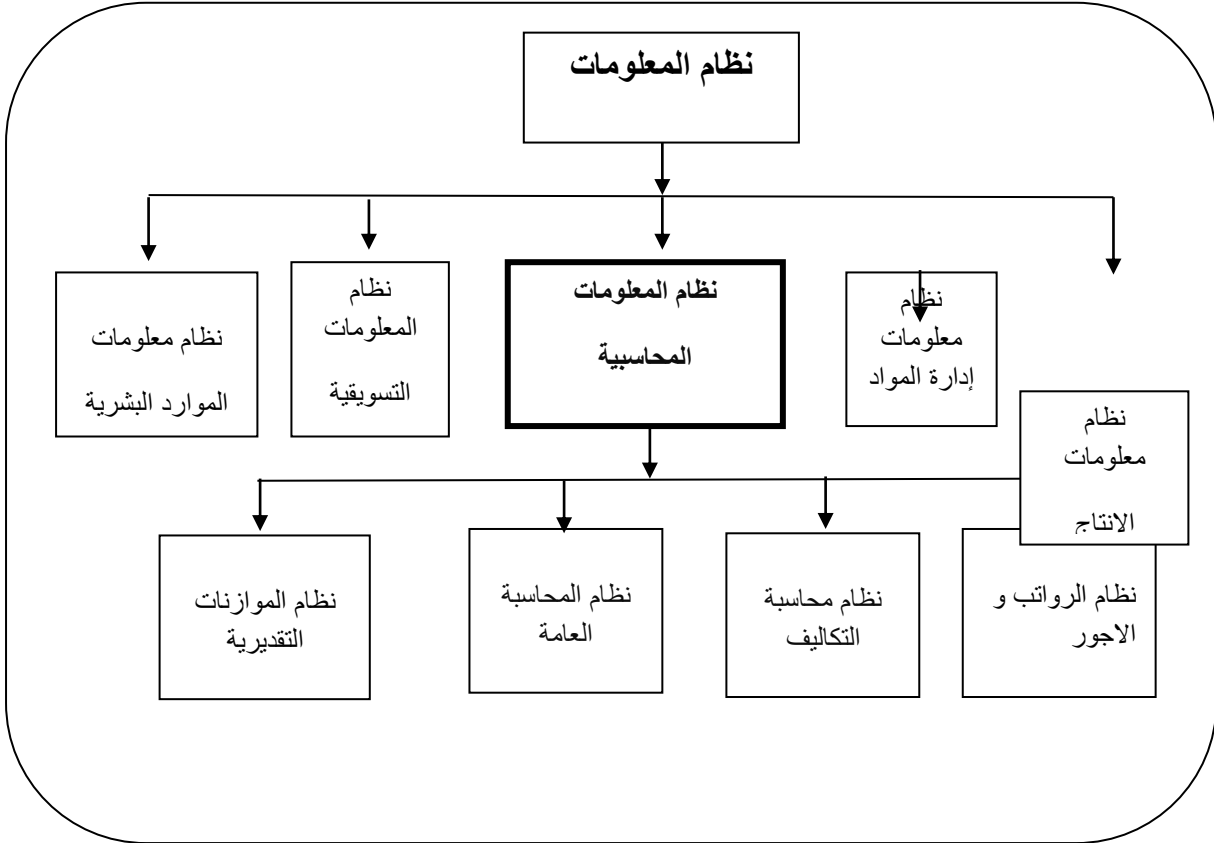 نظام المعلومات
نظام
معلومات
الانتاج
نظام
معلومات
إدارة المواد
نظام المعلومات
المحاسبية
نظام
المعلومات
التسويقية
نظام معلومات
الموارد البشرية
نظام الرواتب و
الاجور
نظام محاسبة
التكاليف
نظام المحاسبة
العامة
نظام الموازنات
التقديرية